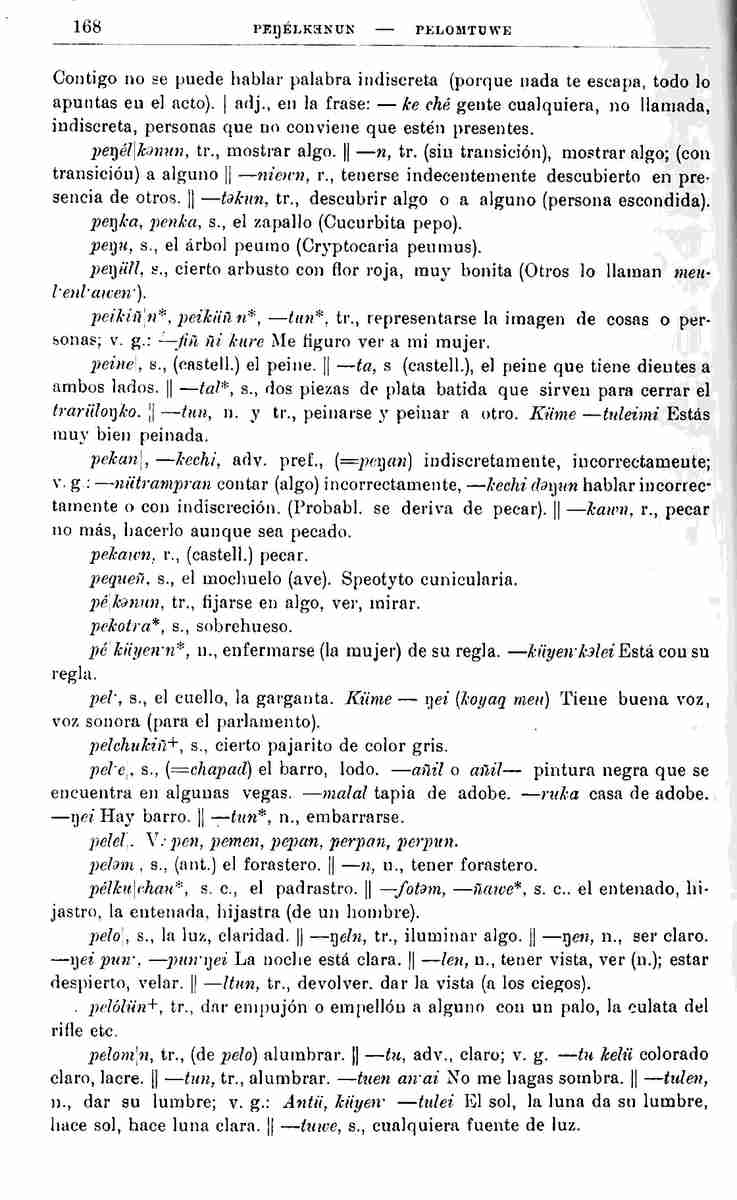 168 PEŊÉLKƏNUN — PELOMTUWE
Contigo no se puede hablar palabra indiscreta (porque nada te escapa, todo lo
apuntas en el acto). | adj., en la frase: — ke ché gente cualquiera, no llamada,
indiscreta, personas que no conviene que estén presentes.
peŋél|kənun, tr., mostrar algo. || —n, tr. (sin transición), mostrar algo; (con
transición) a alguno || —niewn, r., tenerse indecentemente descubierto en pre-
sencia de otros. || —təkun, tr., descubrir algo o a alguno (persona escondida).
peŋka, penka, s., el zapallo (Cucurbita pepo).
peŋu, s., el árbol peumo (Cryptocaria peumus).
peŋüll, s., cierto arbusto con flor roja, muy bonita (Otros lo llaman meu-
l·enl·awen·).
peikiñ|n*, peiküñ n*, —tun*, tr., representarse la imagen de cosas o per-
sonas; v. g.: —fiñ ñi kure Me figuro ver a mi mujer.
peine|, s., (castell.) el peine. || —ta, s (castell.), el peine que tiene dientes a
ambos lados. || —tal*, s., dos piezas de plata batida que sirven para cerrar el
trarüloŋko. || —tun, n. y tr., peinarse y peinar a otro. Küme —tuleimi Estás
muy bien peinada.
pekan|, —kechi, adv. pref., (=peŋan) indiscretamente, incorrectamente;
v. g : —nütrampran contar (algo) incorrectamente, —kechi dəŋun hablar incorrec-
tamente o con indiscreción. (Probabl. se deriva de pecar). || —kawn, r., pecar
no más, hacerlo aunque sea pecado.
pekawn, r., (castell.) pecar.
pequeñ, s., el mochuelo (ave). Speotyto cunicularia.
pé|kənun, tr., fijarse en algo, ver, mirar.
pekotra*, s., sobrehueso.
pé küyen·n*, n., enfermarse (la mujer) de su regla. —küyen·kəlei Está con su
regla.
pel·, s., el cuello, la garganta. Küme — ŋei (koyaq meu) Tiene buena voz,
voz sonora (para el parlamento).
pelchukiñ+, s., cierto pajarito de color gris.
pel·e|, s., (=chapad) el barro, lodo. —añil o añil— pintura negra que se
encuentra en algunas vegas. —malal tapia de adobe. —ruka casa de adobe.
—ŋei Hay barro. || —tun*, n., embarrarse.
pelel|. V.: pen, pemen, pepan, perpan, perpun.
peləm|, s., (ant.) el forastero. || —n, n., tener forastero.
pélku|chau*, s. c., el padrastro. || —fotəm, —ñawe*, s. c.. el entenado, hi-
jastro, la entenada, hijastra (de un hombre).
pelo|, s., la luz, claridad. || —ŋeln, tr., iluminar algo. || —ŋen, n., ser claro.
—ŋei pun·, —pun·ŋei La noche está clara. || —len, n., tener vista, ver (n.); estar
despierto, velar. || —ltun, tr., devolver. dar la vista (a los ciegos).
pelólün+, tr., dar empujón o empellón a alguno con un palo, la culata del
rifle etc.
pelom|n, tr., (de pelo) alumbrar. || —tu, adv., claro; v. g. —tu kelü colorado
claro, lacre. || —tun, tr., alumbrar. —tuen an·ai No me hagas sombra. || —tulen,
n., dar su lumbre; v. g.: Antü, küyen· —tulei El sol, la luna da su lumbre,
hace sol, hace luna clara. || —tuwe, s., cualquiera fuente de luz.